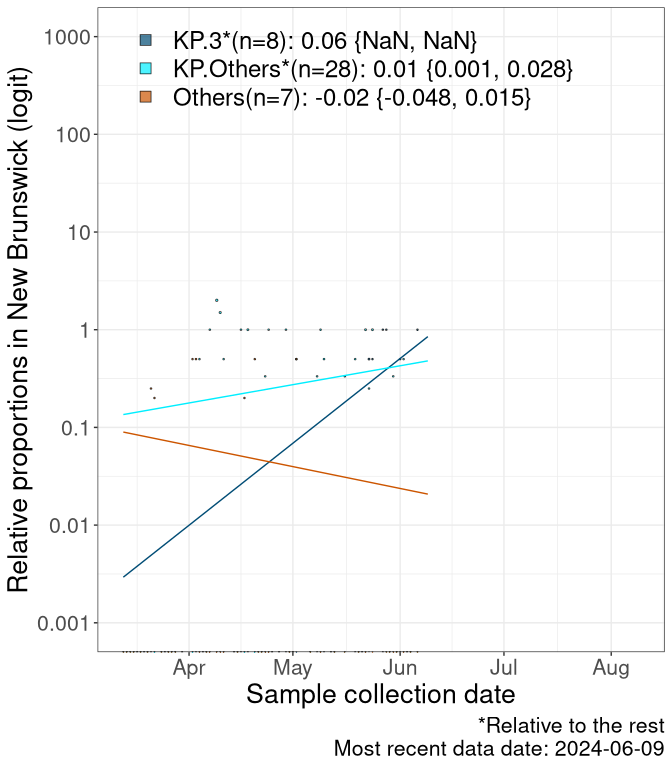 KP.3*(n=8): 0.06 {NaN, NaN}
KP.Others*(n=28): 0.01 {0.001, 0.028}
Others(n=7): -0.02 {-0.048, 0.015}
Relative proportions in New Brunswick (logit)
1000
100
10
1
0.1
0.01
0.001
Apr May Jun Jul Aug
Sample collection date
*Relative to the rest
Most recent data date: 2024-06-09